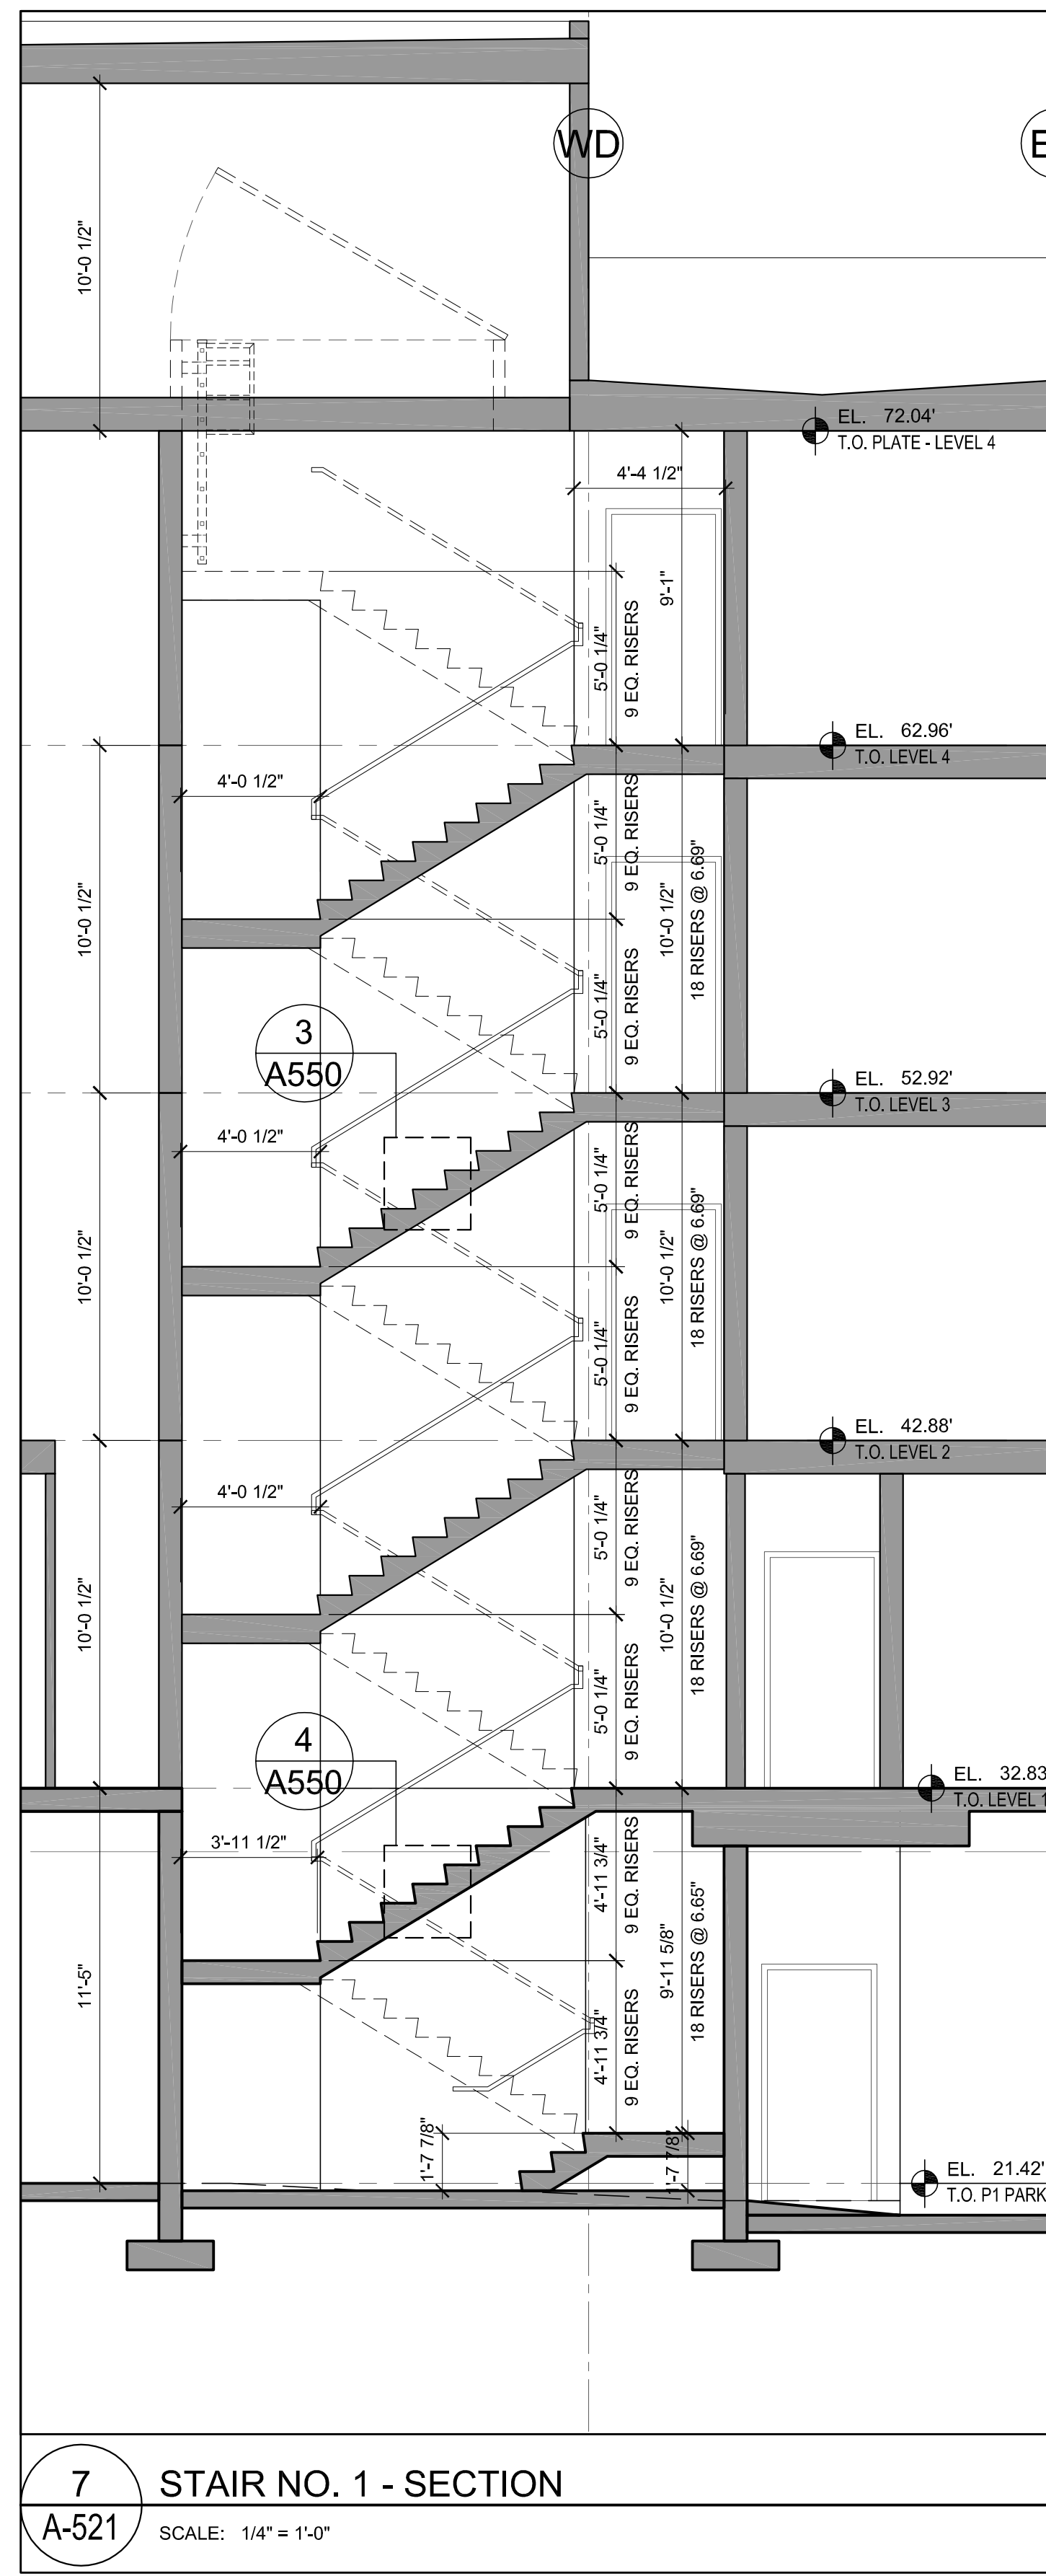 WD
10'-0 1/2"
EL. 72.04'
T.O. PLATE - LEVEL 4
4'-4 1/2"
9'-1"
5'-0 1/4"
9 EQ. RISERS
EL. 62.96'
T.O. LEVEL 4
4'-0 1/2"
5'-0 1/4"
9 EQ. RISERS
10'-0 1/2"
10'-0 1/2"
18 RISERS @ 6.69"
5'-0 1/4"
9 EQ. RISERS
3
A550
EL. 52.92'
T.O. LEVEL 3
4'-0 1/2"
5'-0 1/4"
9 EQ. RISERS
10'-0 1/2"
10'-0 1/2"
18 RISERS @ 6.69"
5'-0 1/4"
9 EQ. RISERS
EL. 42.88'
T.O. LEVEL 2
4'-0 1/2"
5'-0 1/4"
9 EQ. RISERS
10'-0 1/2"
10'-0 1/2"
18 RISERS @ 6.69"
5'-0 1/4"
9 EQ. RISERS
4
A550
EL. 32.83
T.O. LEVEL 1
3'-11 1/2"
4'-11 3/4"
9 EQ. RISERS
11'-5"
9'-11 5/8"
18 RISERS @ 6.65"
4'-11 3/4"
9 EQ. RISERS
1'-7 7/8"
1'-7 7/8"
EL. 21.42'
T.O. P1 PARK
7
A-521
STAIR NO. 1 - SECTION
SCALE: 1/4" = 1'-0"